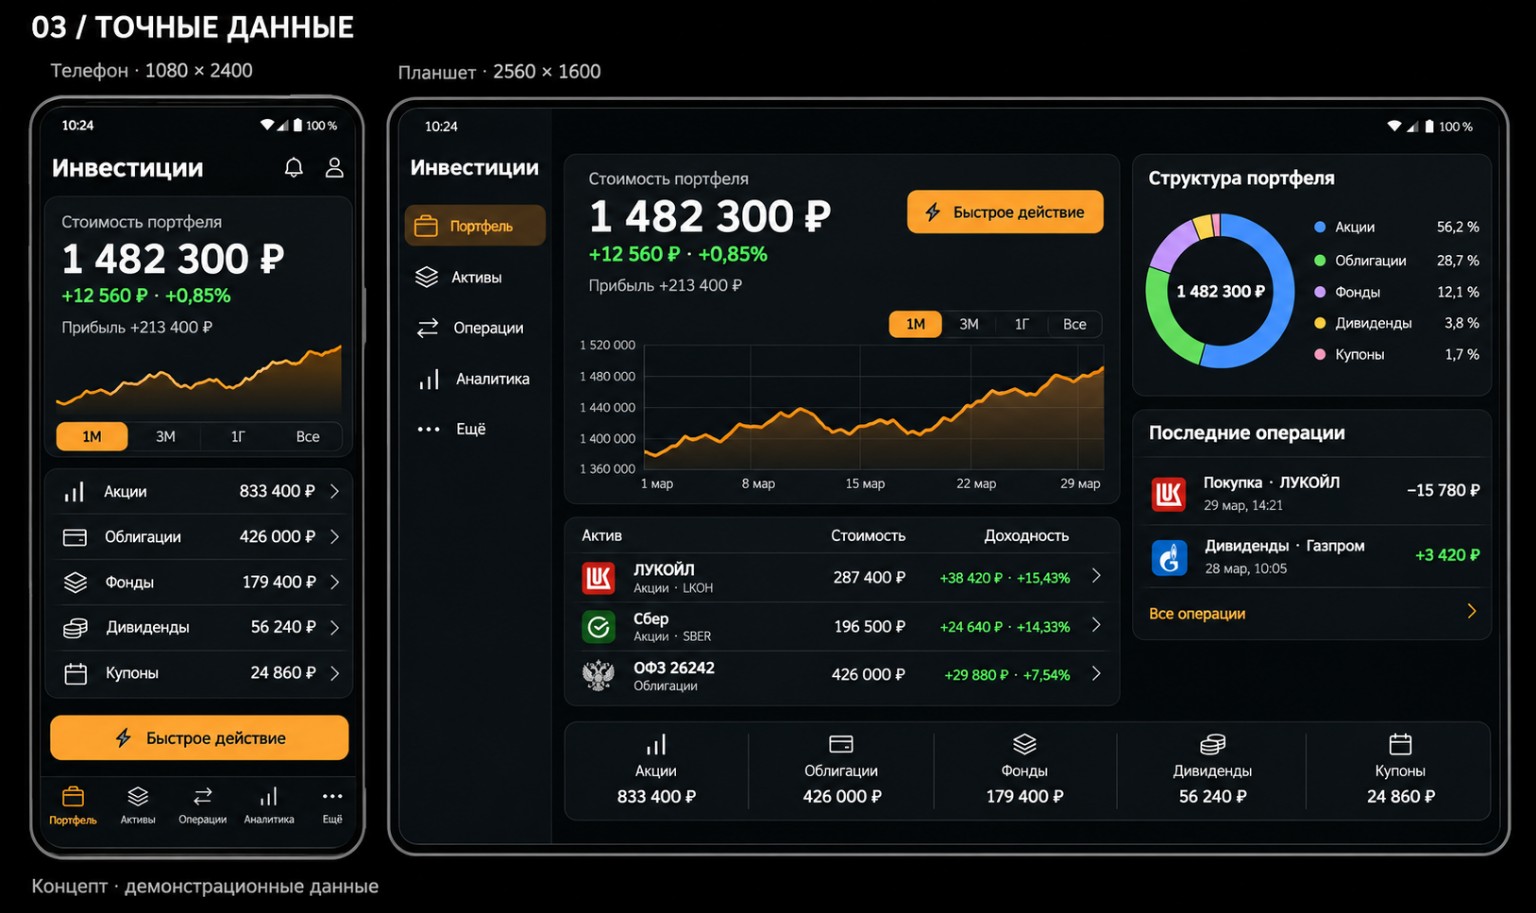 03 / ТОЧНЫЕ ДАННЫЕ
Телефон · 1080 × 2400
10:24
100 %
Инвестиции
Стоимость портфеля
1 482 300 ₽
+12 560 ₽ · +0,85%
Прибыль +213 400 ₽
1М 3М 1Г Все
Акции 833 400 ₽
Облигации 426 000 ₽
Фонды 179 400 ₽
Дивиденды 56 240 ₽
Купоны 24 860 ₽
Быстрое действие
Портфель Активы Операции Аналитика Ещё
Планшет · 2560 × 1600
10:24
100 %
Инвестиции
Портфель
Активы
Операции
Аналитика
Ещё
Стоимость портфеля
1 482 300 ₽
+12 560 ₽ · +0,85%
Прибыль +213 400 ₽
Быстрое действие
1М 3М 1Г Все
1 520 000
1 480 000
1 440 000
1 400 000
1 360 000
1 мар 8 мар 15 мар 22 мар 29 мар
Актив Стоимость Доходность
ЛУКОЙЛ
Акции · LKOH
287 400 ₽
+38 420 ₽ · +15,43%
Сбер
Акции · SBER
196 500 ₽
+24 640 ₽ · +14,33%
ОФЗ 26242
Облигации
426 000 ₽
+29 880 ₽ · +7,54%
Структура портфеля
1 482 300 ₽
Акции 56,2 %
Облигации 28,7 %
Фонды 12,1 %
Дивиденды 3,8 %
Купоны 1,7 %
Последние операции
Покупка · ЛУКОЙЛ
29 мар, 14:21
−15 780 ₽
Дивиденды · Газпром
28 мар, 10:05
+3 420 ₽
Все операции
Акции
833 400 ₽
Облигации
426 000 ₽
Фонды
179 400 ₽
Дивиденды
56 240 ₽
Купоны
24 860 ₽
Концепт · демонстрационные данные